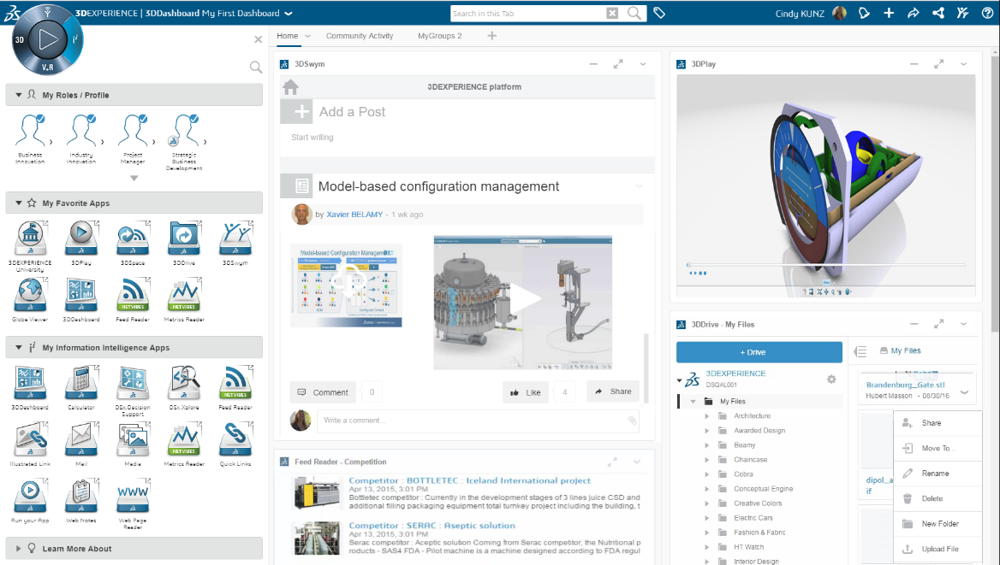 3DEXPERIENCE | 3DDashboard My First Dashboard
Search in this Tab
Cindy KUNZ
3D
V.R
Home
Community Activity
MyGroups 2
My Roles / Profile
Business Innovation
Industry Innovation
Project Manager
Strategic Business Development
My Favorite Apps
3DEXPERIENCE University
3DPlay
3DSpace
3DDrive
3DSwym
Globe Viewer
3DDashboard
NETVIBES
Feed Reader
NETVIBES
Metrics Reader
My Information Intelligence Apps
3DDashboard
Calculator
DSx.Decision Support
DSx.Xplore
NETVIBES
Feed Reader
Illustrated Link
Mail
Media
NETVIBES
Metrics Reader
Quick Links
Run your App
Web Notes
WWW
Web Page Reader
Learn More About
3DSwym
3DEXPERIENCE platform
Add a Post
Start writing
Model-based configuration management
by Xavier BELAMY - 1 wk ago
Model-based Configuration
Comment
0
Like
4
Share
Write a comment...
Feed Reader - Competition
Competitor : BOTTLETEC : Iceland International project
Apr 13, 2015, 3:01 PM
Bottletec competitor : Currently in the development stages of 3 lines juice CSD and
additional filling packaging equipment total turnkey project including the building, t
Competitor : SERAC : Aseptic solution
Apr 13, 2015, 3:01 PM
Serac competitor : Aceptic solution Coming from Serac competitor, the Nutritional p
roducts - SAS4 FDA - Pilot machine is a machine designed according to FDA regul
3DPlay
3DDrive - My Files
+ Drive
3DEXPERIENCE
DSQAL001
My Files
Architecture
Awarded Design
Beamy
Chaincase
Cobra
Conceptual Engine
Creative Colors
Electric Cars
Fashion & Fabric
HT Watch
Interior Design
My Files
Brandenburg_Gate stl
Hubert Masson - 08/30/16
dipol_a
if
Share
Move To...
Rename
Delete
New Folder
Upload File